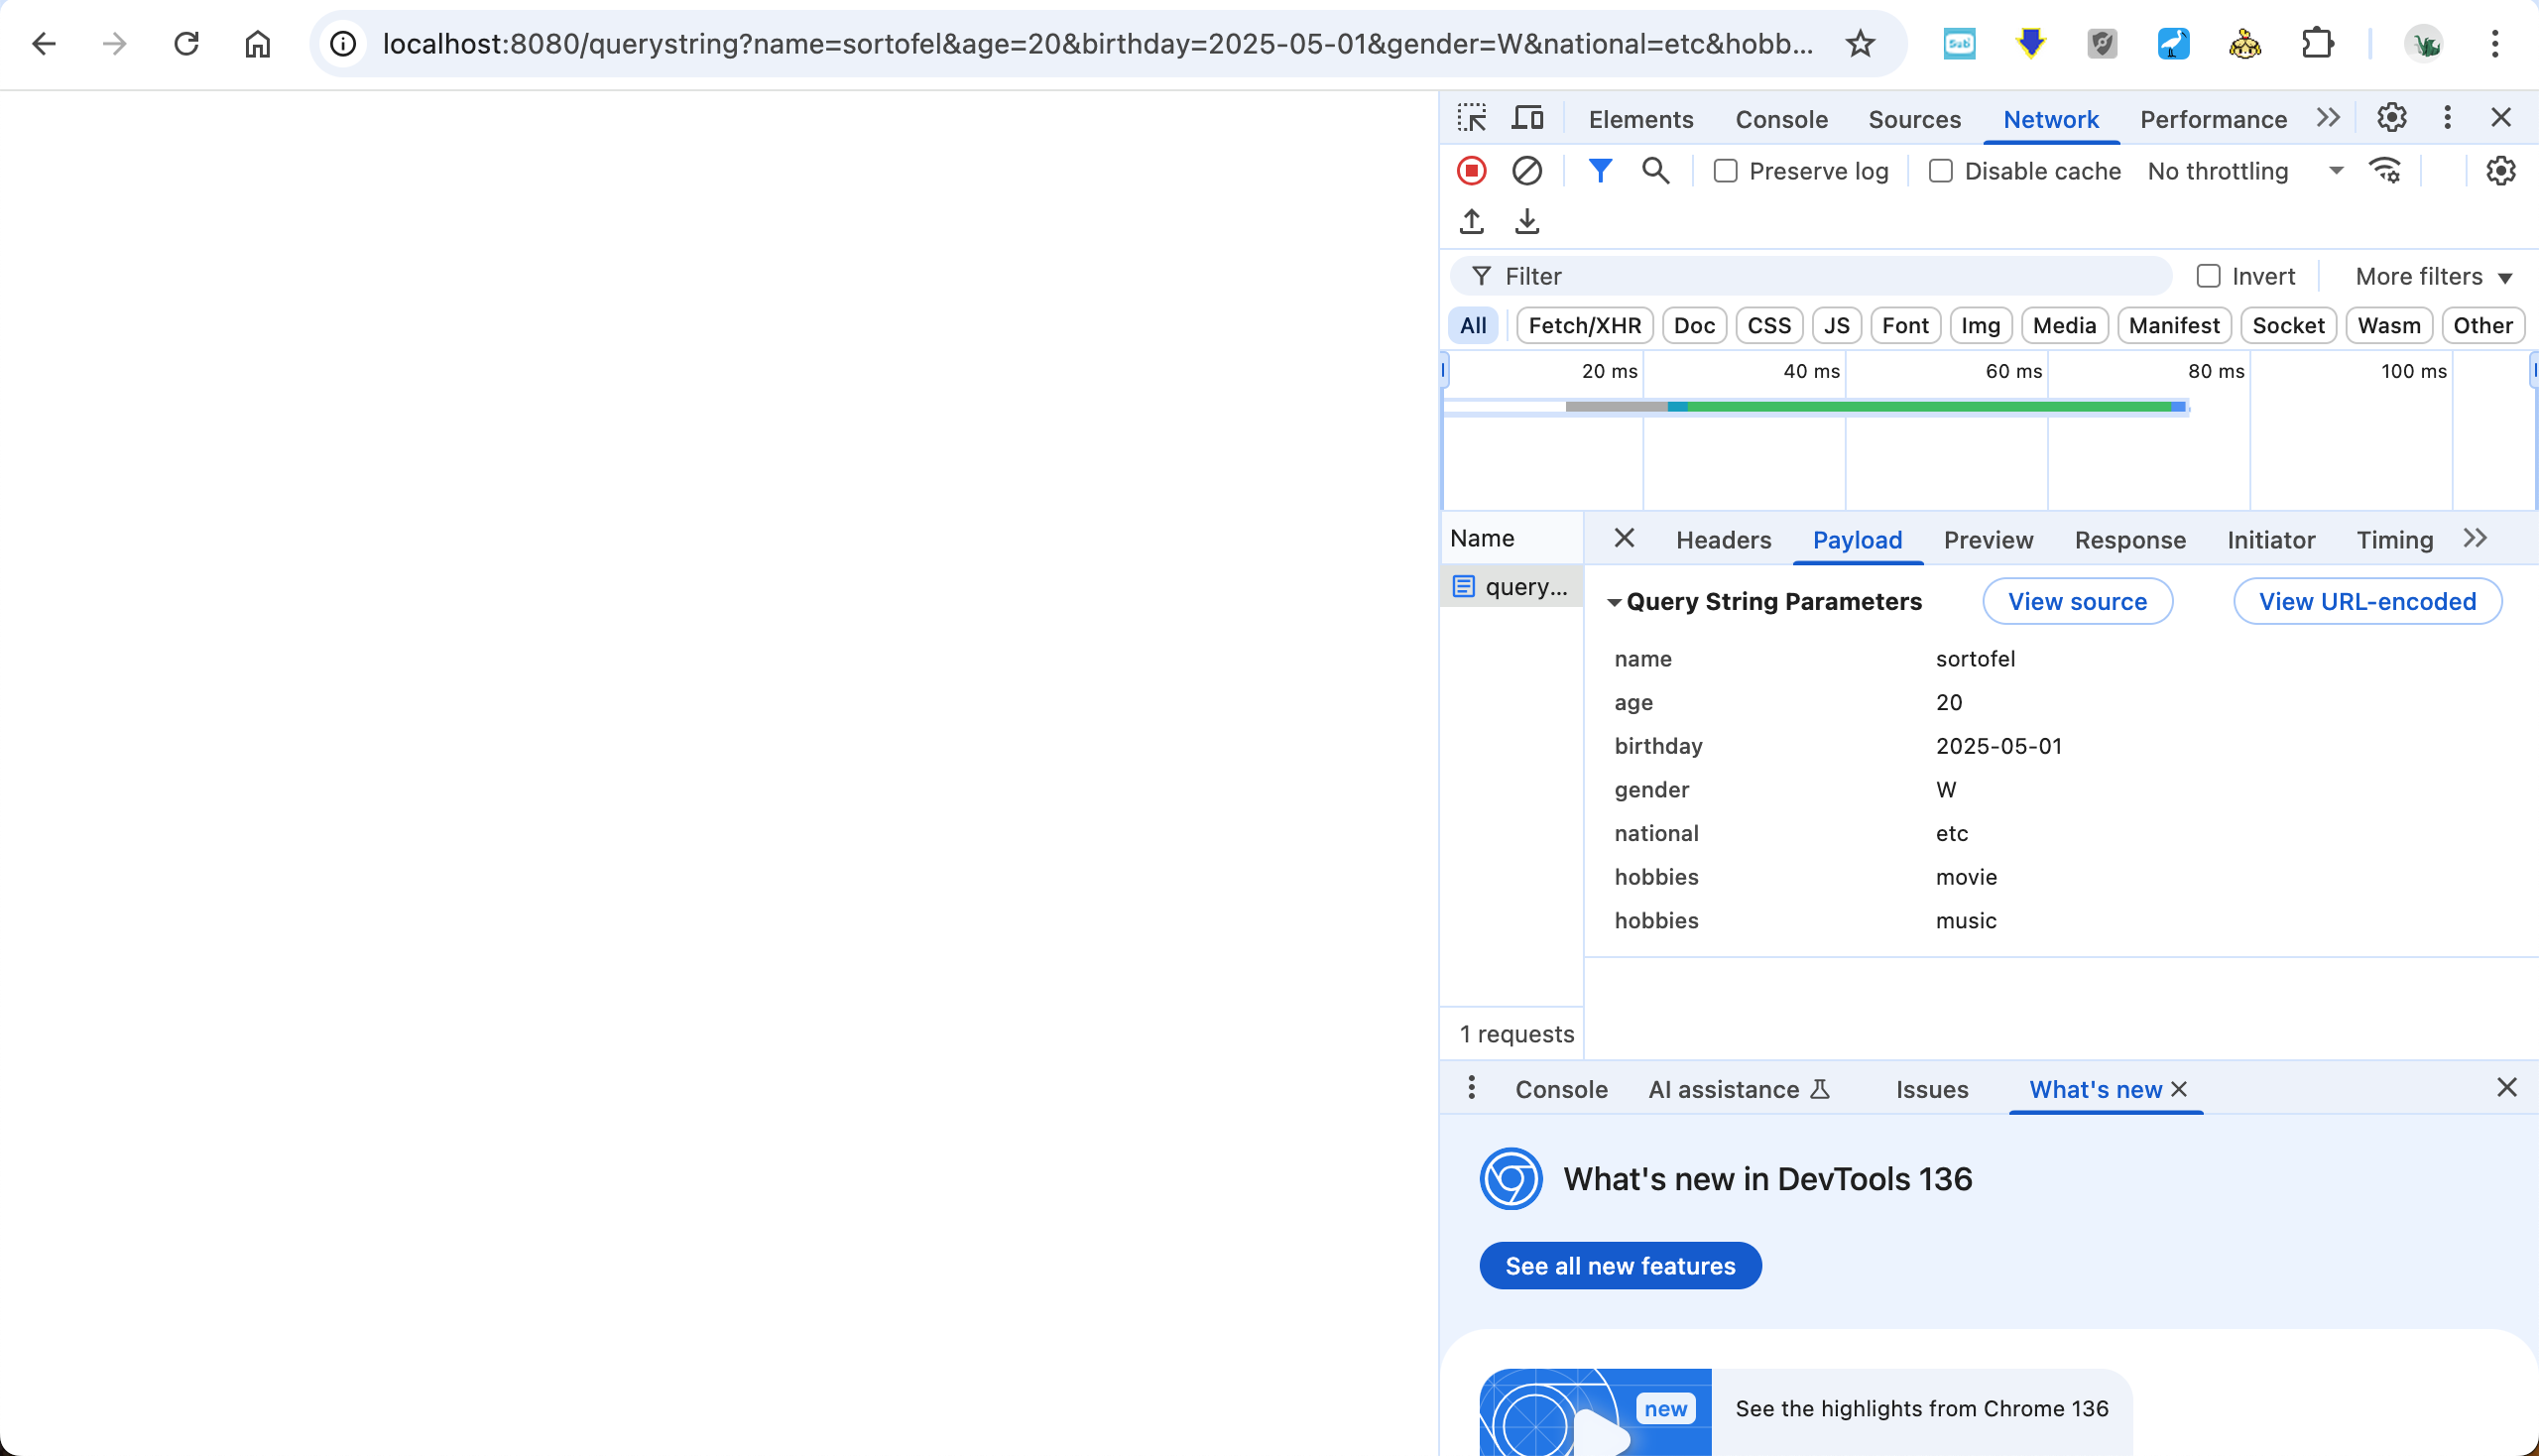 localhost:8080/querystring?name=sortofel&age=20&birthday=2025-05-01&gender=W&national=etc&hobb...
Sub
Elements Console Sources Network Performance
Preserve log Disable cache No throttling
Filter Invert More filters
All Fetch/XHR Doc CSS JS Font Img Media Manifest Socket Wasm Other
20 ms 40 ms 60 ms 80 ms 100 ms
Name Headers Payload Preview Response Initiator Timing
query...
Query String Parameters View source View URL-encoded
name sortofel
age 20
birthday 2025-05-01
gender W
national etc
hobbies movie
hobbies music
1 requests
Console AI assistance Issues What's new
What's new in DevTools 136
See all new features
new
See the highlights from Chrome 136